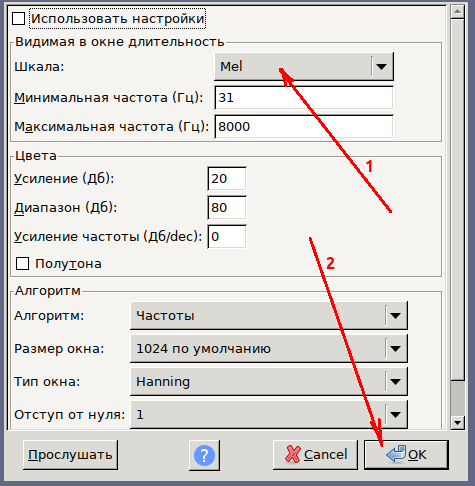 Использовать настройки
Видимая в окне длительность
Шкала: Mel
Минимальная частота (Гц): 31
Максимальная частота (Гц): 8000
1
Цвета
Усиление (Дб): 20
Диапазон (Дб): 80
Усиление частоты (Дб/dec): 0
2
Полутона
Алгоритм
Алгоритм: Частоты
Размер окна: 1024 по умолчанию
Тип окна: Hanning
Отступ от нуля: 1
Прослушать ? Cancel OK